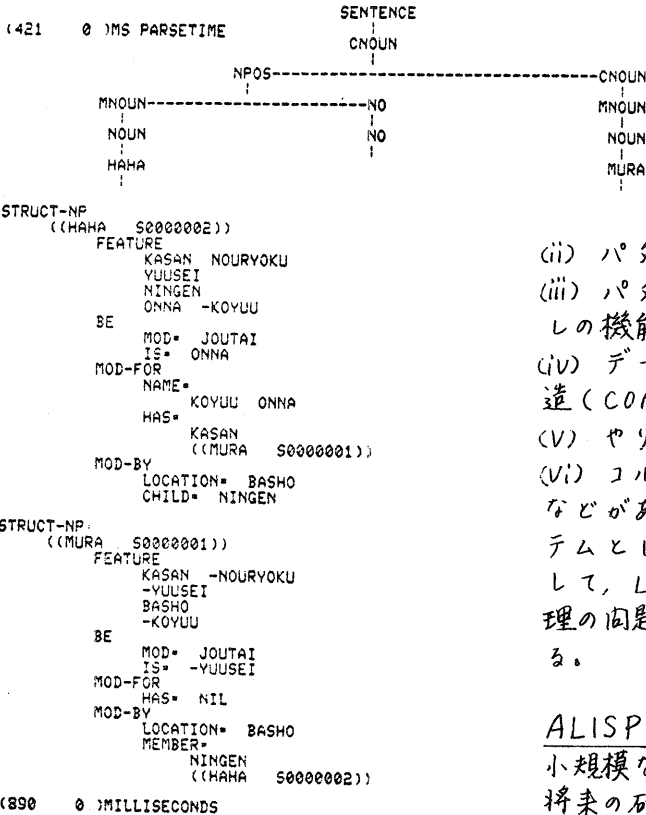 (421    0 )MS PARSETIME
SENTENCE
CNOUN
NPOS----------------------------------CNOUN
MNOUN----------------------NO MNOUN
NOUN NO NOUN
HAHA MURA
STRUCT-NP
((HAHA   S0000002))
FEATURE
KASAN  NOURYOKU
YUUSEI
NINGEN
ONNA  -KOYUU
BE
MOD=  JOUTAI
IS=  ONNA
MOD-FOR
NAME=
KOYUU  ONNA
HAS=
KASAN
((MURA   S0000001))
MOD-BY
LOCATION=  BASHO
CHILD=  NINGEN
STRUCT-NP
((MURA   S0000001))
FEATURE
KASAN  -NOURYOKU
-YUUSEI
BASHO
-KOYUU
BE
MOD=  JOUTAI
IS=  -YUUSEI
MOD-FOR
HAS=  NIL
MOD-BY
LOCATION=  BASHO
MEMBER=
NINGEN
((HAHA   S0000002))
(890    0 )MILLISECONDS
(ii) パタ
(iii) パタ
しの機能
(iv) デー
造(CON
(V) やり
(Vi) コル
などがあ
テムとし
して, L
理の問題
る。
ALISP
小規模な
将来の研